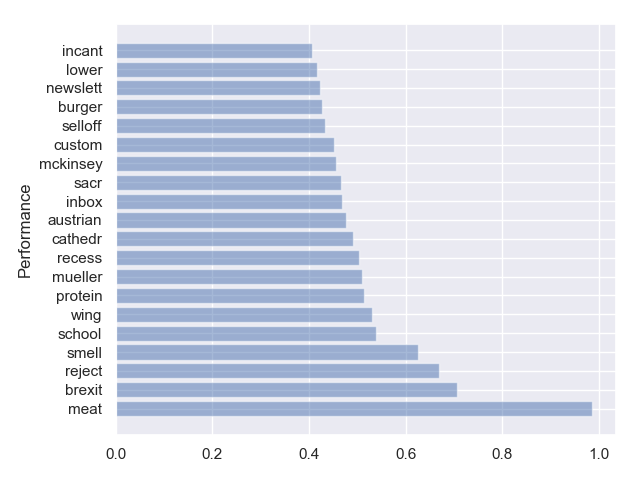 incant
lower
newslett
burger
selloff
custom
mckinsey
sacr
inbox
austrian
cathedr
recess
mueller
protein
wing
school
smell
reject
brexit
meat
Performance
0.0 0.2 0.4 0.6 0.8 1.0